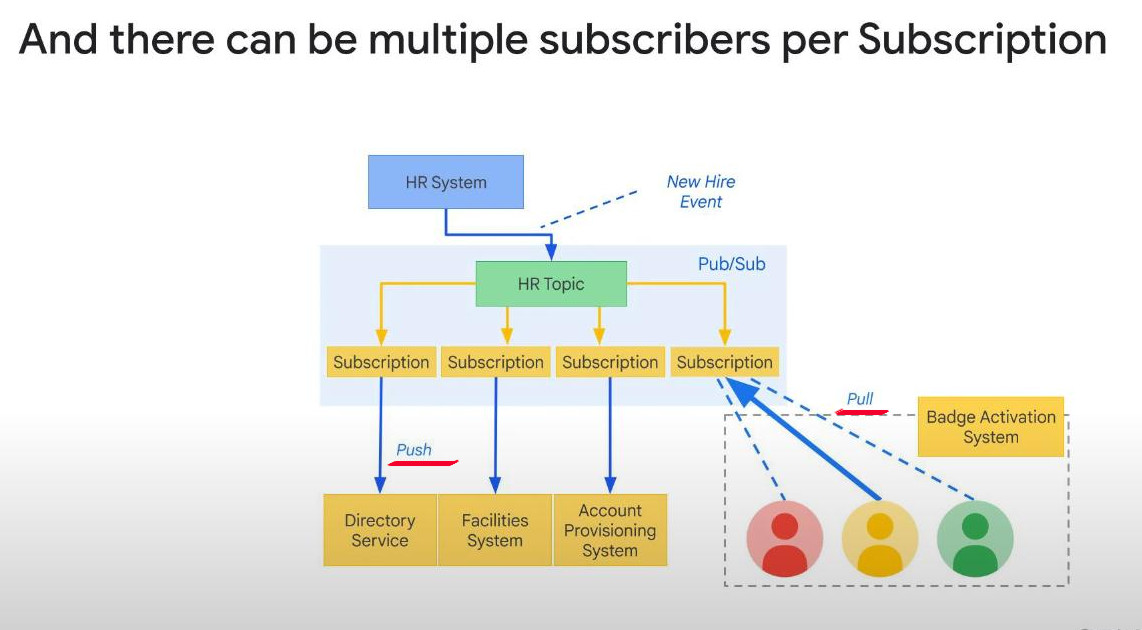 And there can be multiple subscribers per Subscription
HR System
New Hire
Event
Pub/Sub
HR Topic
Subscription
Subscription
Subscription
Subscription
Pull
Badge Activation
System
Push
Directory
Service
Facilities
System
Account
Provisioning
System